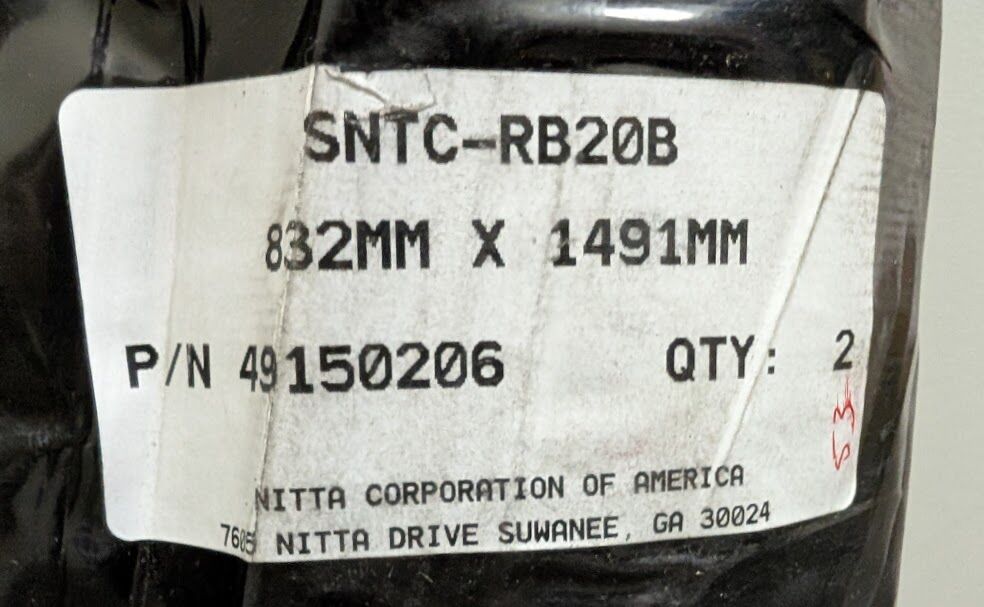 SNTC-RB20B
832MM X 1491MM
P/N 49150206 QTY: 2
NITTA CORPORATION OF AMERICA
7605 NITTA DRIVE SUWANEE, GA 30024